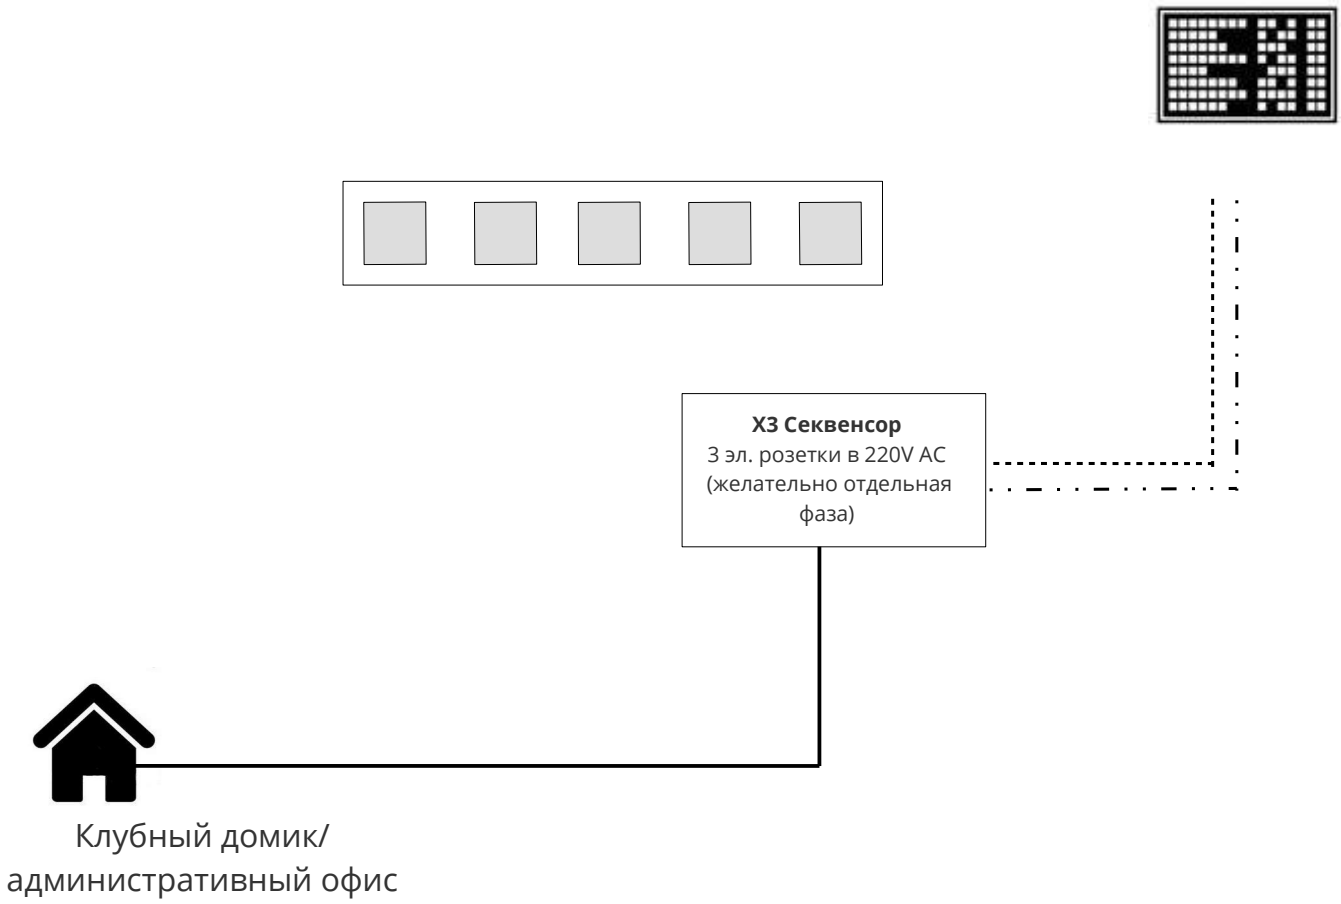 X3 Секвенсор
3 эл. розетки в 220V AC
(желательно отдельная
фаза)
Клубный домик/
административный офис